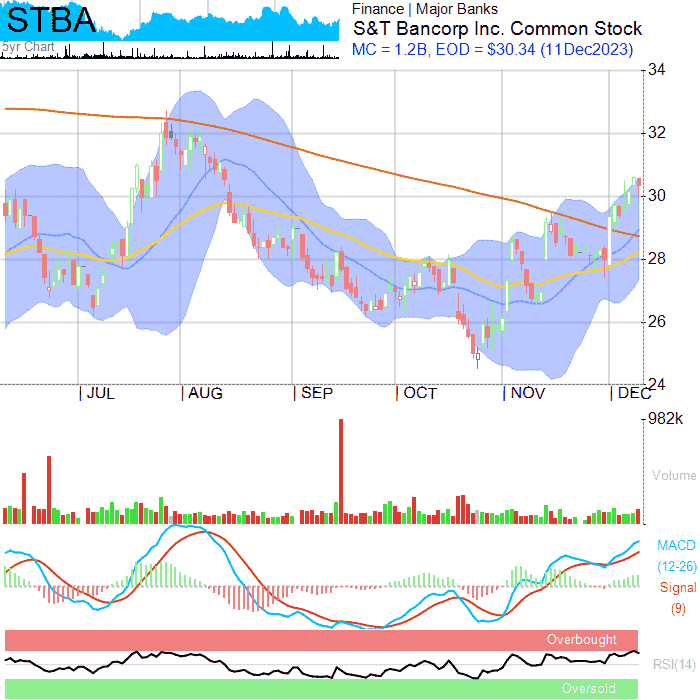 STBA
5yr Chart
Finance | Major Banks
S&T Bancorp Inc. Common Stock
MC = 1.2B, EOD = $30.34 (11Dec2023)
34
32
30
28
26
24
JUL
AUG
SEP
OCT
NOV
DEC
982k
Volume
MACD
(12-26)
Signal
(9)
Overbought
RSI(14)
Oversold